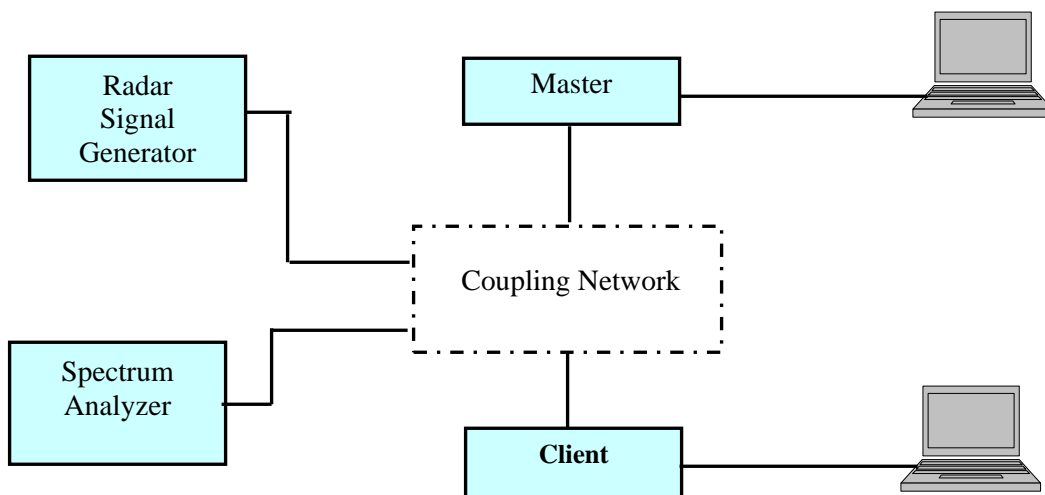 Radar
Signal
Generator
Master
Coupling Network
Spectrum
Analyzer
Client